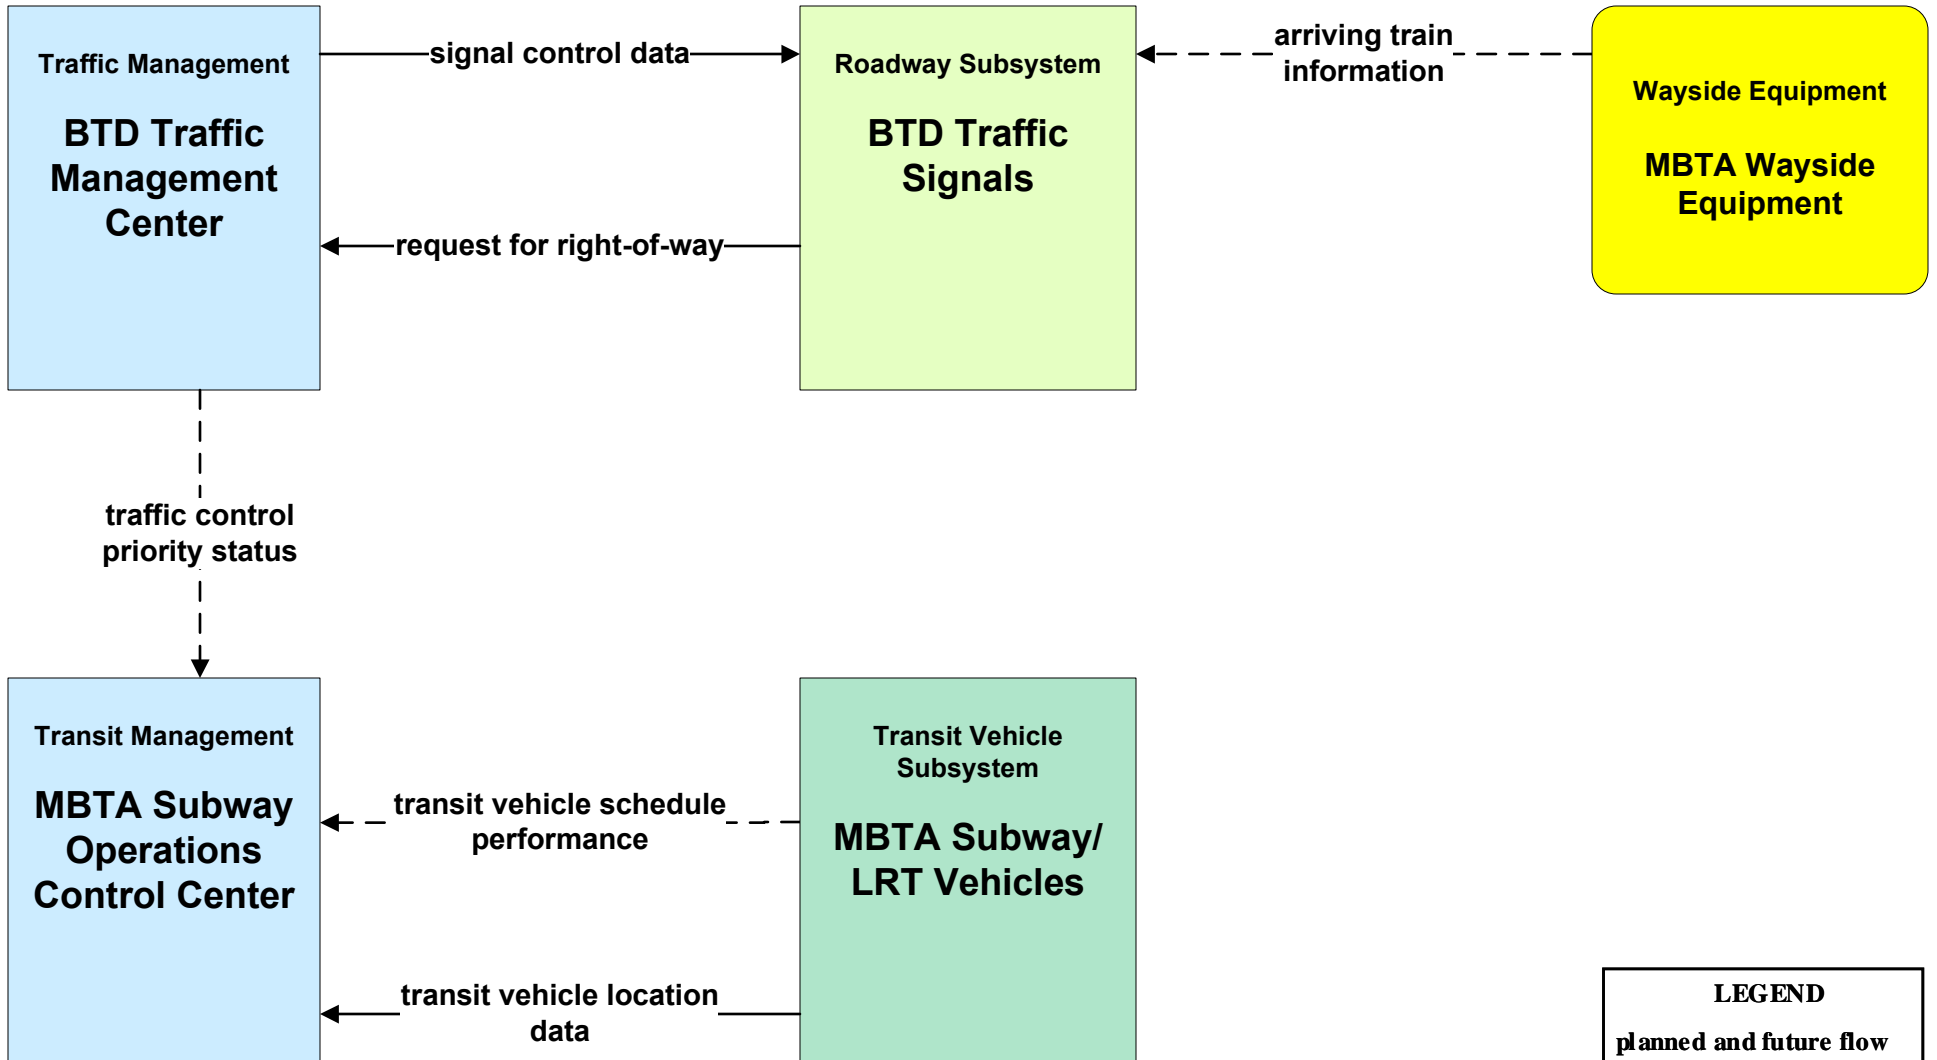 Traffic Management
BTD Traffic
Management
Center
signal control data
request for right-of-way
Roadway Subsystem
BTD Traffic
Signals
arriving train
information
Wayside Equipment
MBTA Wayside
Equipment
traffic control
priority status
Transit Management
MBTA Subway
Operations
Control Center
transit vehicle schedule
performance
transit vehicle location
data
Transit Vehicle
Subsystem
MBTA Subway/
LRT Vehicles
LEGEND
planned and future flow